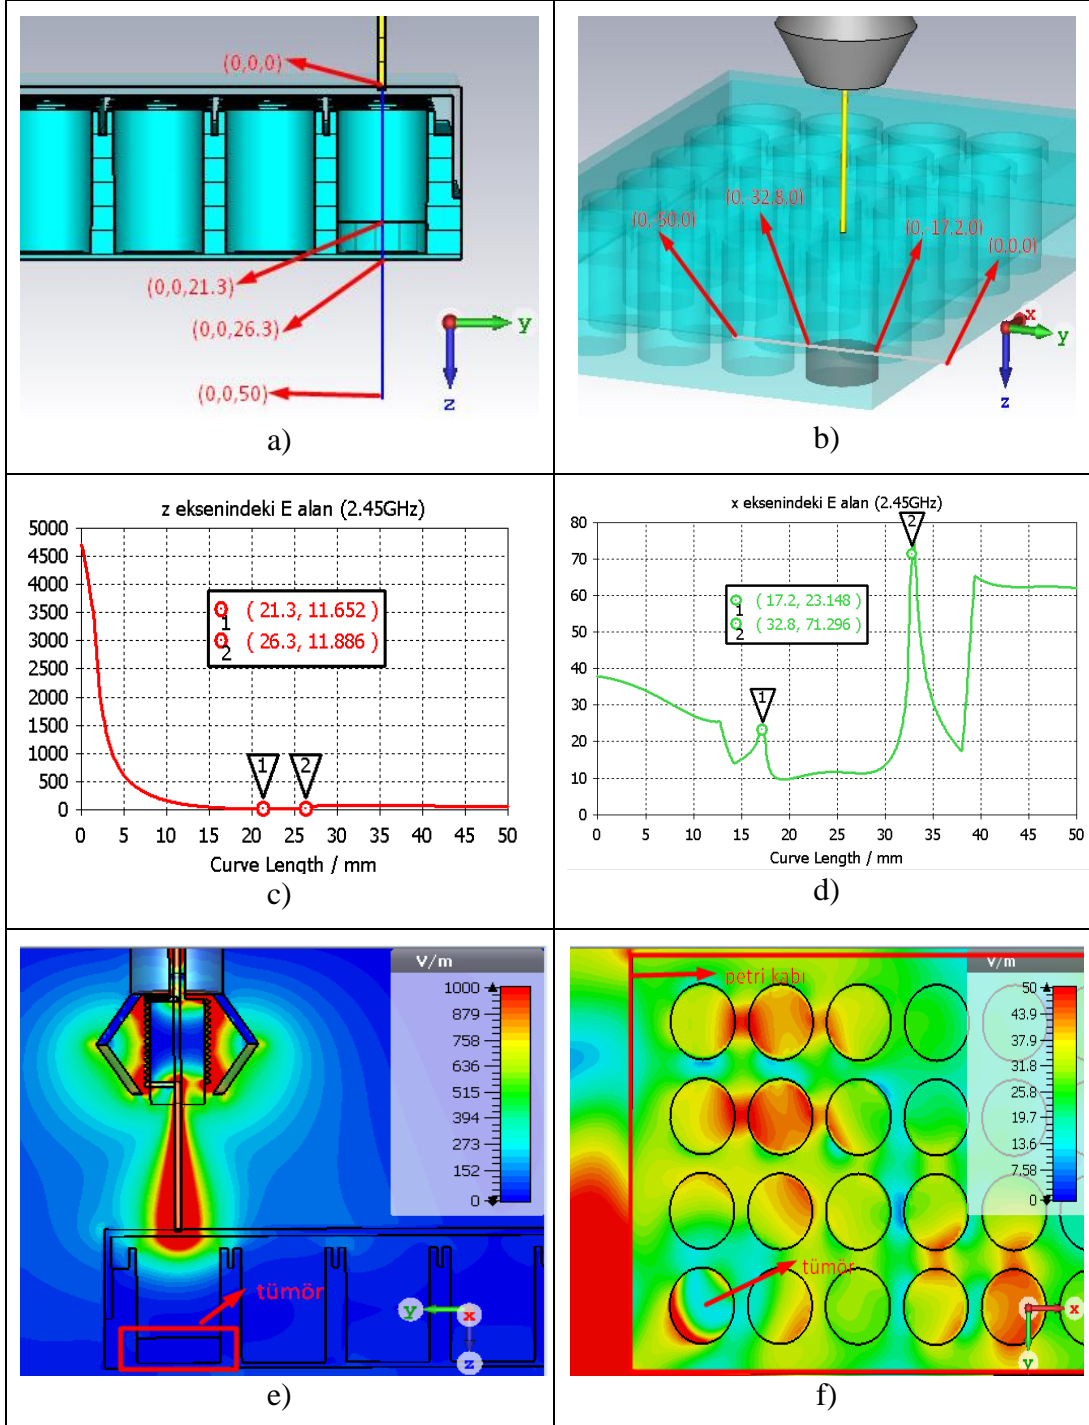 (0,0,0)
(0,0,21.3)
(0,0,26.3)
(0,0,50)
y
z
a)
(0,-50,0)
(0,-32.8,0)
(0,-17.2,0)
(0,0,0)
x
y
z
b)
z eksenindeki E alan (2.45GHz)
5000
4500
4000
3500
3000
2500
2000
1500
1000
500
0
1 ( 21.3, 11.652 )
2 ( 26.3, 11.886 )
1 2
0 5 10 15 20 25 30 35 40 45 50
Curve Length / mm
c)
x eksenindeki E alan (2.45GHz)
80
70
60
50
40
30
20
10
0
1 ( 17.2, 23.148 )
2 ( 32.8, 71.296 )
1 2
0 5 10 15 20 25 30 35 40 45 50
Curve Length / mm
d)
V/m
1000
879
758
636
515
394
273
152
0
tümör
y x
z
e)
V/m
50
43.9
37.9
31.8
25.8
19.7
13.6
7.58
0
petri kabı
tümör
x
y
f)